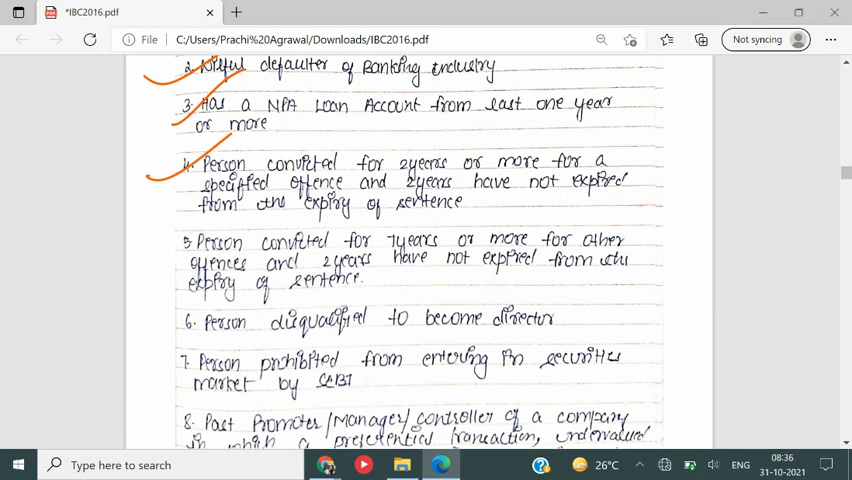 *IBC2016.pdf
File
C:/Users/Prachi%20Agrawal/Downloads/IBC2016.pdf
Not syncing
2. Wilful defaulter of Banking Industry
3. Has a NPA Loan Account from last one year
or more
4. Person convicted for 2years or more for a
specified offence and 2years have not expired
from the expiry of sentence
5. Person convicted for 7years or more for other
offences and 2years have not expired from the
expiry of sentence.
6. Person disqualified to become director
7. Person prohibited from entering in securities
market by SEBI
8. Past Promoter/Manager/controller of a company
in which a preferential transaction, undervalued
Type here to search
26°C
ENG
08:36
31-10-2021